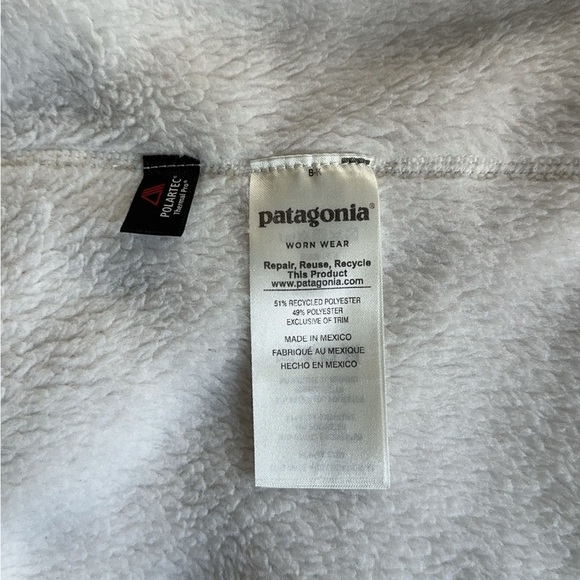 POLARTEC®
Thermal Pro®
patagonia®
WORN WEAR
Repair, Reuse, Recycle
This Product
www.patagonia.com
51% RECYCLED POLYESTER
49% POLYESTER
EXCLUSIVE OF TRIM
MADE IN MEXICO
FABRIQUÉ AU MEXIQUE
HECHO EN MEXICO